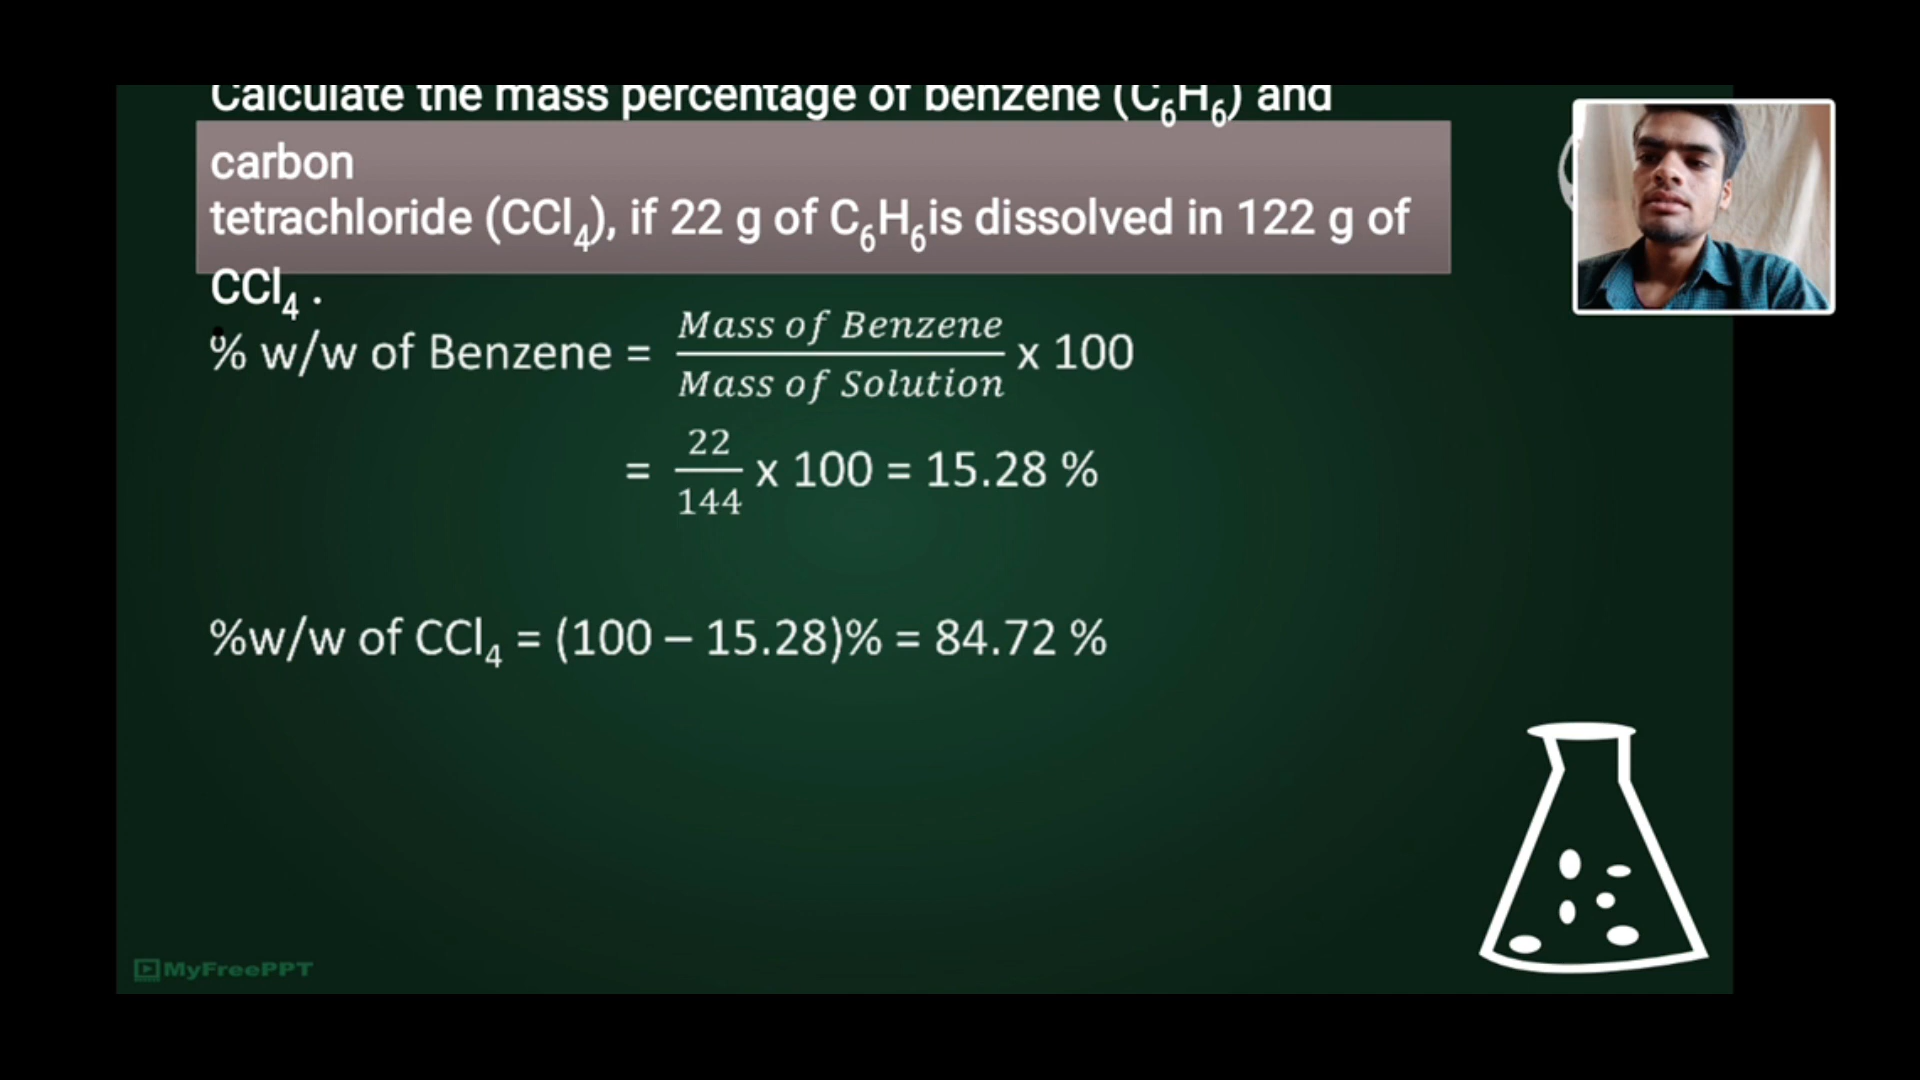 Calculate the mass percentage of benzene (C₆H₆) and
carbon
tetrachloride (CCl₄), if 22 g of C₆H₆is dissolved in 122 g of
CCl₄ .
% w/w of Benzene = Mass of Benzene / Mass of Solution x 100
= 22 / 144 x 100 = 15.28 %
%w/w of CCl₄ = (100 – 15.28)% = 84.72 %
MyFreePPT